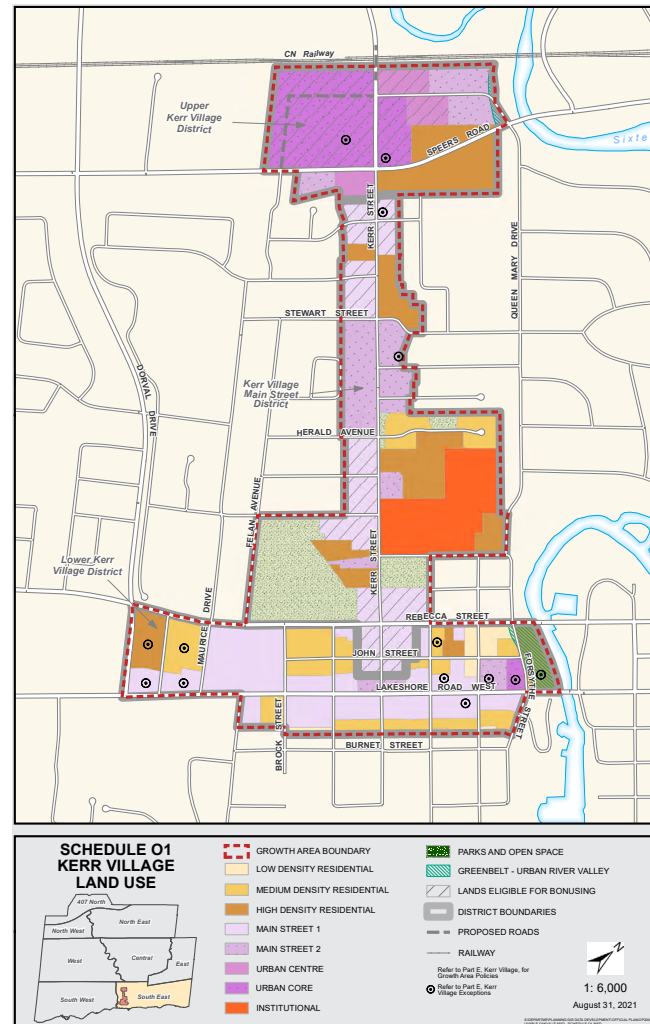 CN Railway
Upper
Kerr Village
District
SPEERS ROAD
KERR STREET
QUEEN MARY DRIVE
STEWART STREET
DORVAL DRIVE
Kerr Village
Main Street
District
HERALD AVENUE
FELAN AVENUE
KERR STREET
Lower Kerr
Village District
MAURICE DRIVE
REBECCA STREET
JOHN STREET
FORSYTHE STREET
LAKESHORE ROAD WEST
BROCK STREET
BURNET STREET
SCHEDULE O1
KERR VILLAGE
LAND USE
407 North
North West
North East
West
Central
East
South West
South East
GROWTH AREA BOUNDARY
LOW DENSITY RESIDENTIAL
MEDIUM DENSITY RESIDENTIAL
HIGH DENSITY RESIDENTIAL
MAIN STREET 1
MAIN STREET 2
URBAN CENTRE
URBAN CORE
INSTITUTIONAL
PARKS AND OPEN SPACE
GREENBELT - URBAN RIVER VALLEY
LANDS ELIGIBLE FOR BONUSING
DISTRICT BOUNDARIES
PROPOSED ROADS
RAILWAY
Refer to Part E, Kerr Village, for
Growth Area Policies
Refer to Part E, Kerr
Village Exceptions
1: 6,000
August 31, 2021